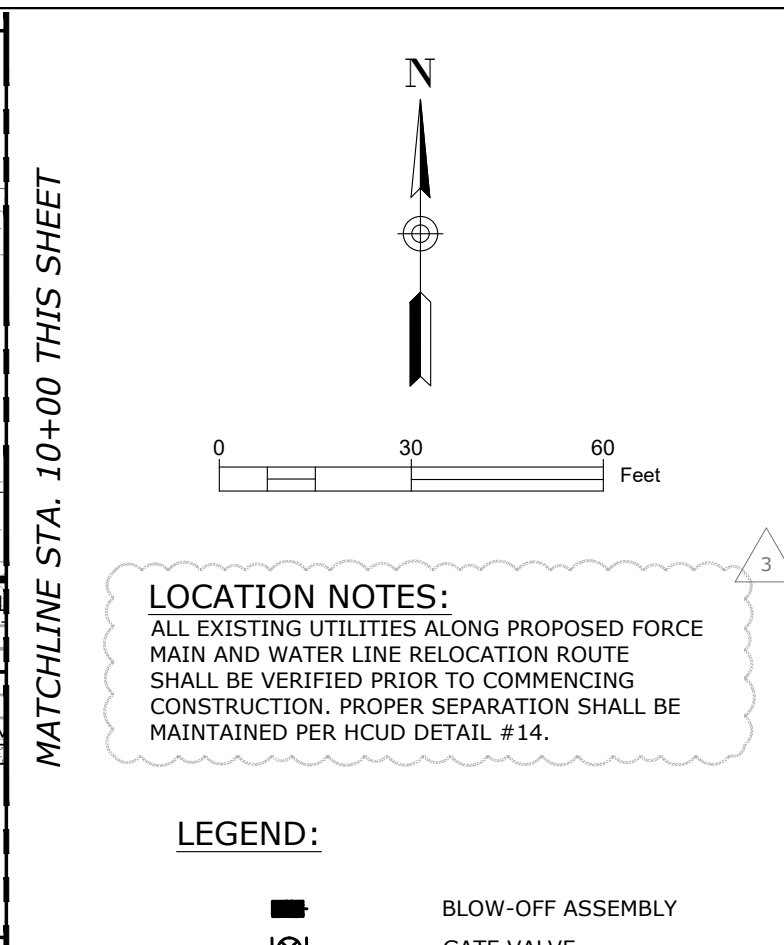 N
MATCHLINE STA. 10+00 THIS SHEET
0 30 60
Feet
3
LOCATION NOTES:
ALL EXISTING UTILITIES ALONG PROPOSED FORCE
MAIN AND WATER LINE RELOCATION ROUTE
SHALL BE VERIFIED PRIOR TO COMMENCING
CONSTRUCTION. PROPER SEPARATION SHALL BE
MAINTAINED PER HCUD DETAIL #14.
LEGEND:
BLOW-OFF ASSEMBLY
GATE VALVE